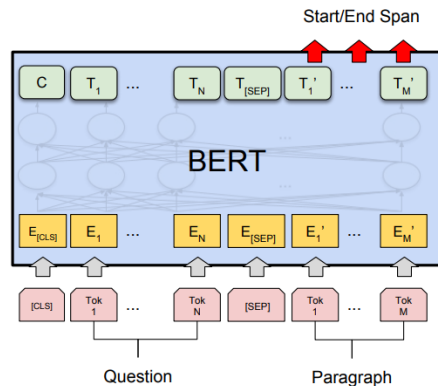 Start/End Span
C T1 ... TN T[SEP] T1' ... TM'
...
BERT
...
E[CLS] E1 ... EN E[SEP] E1' ... EM'
[CLS] Tok 1 ... Tok N [SEP] Tok 1 ... Tok M
Question Paragraph